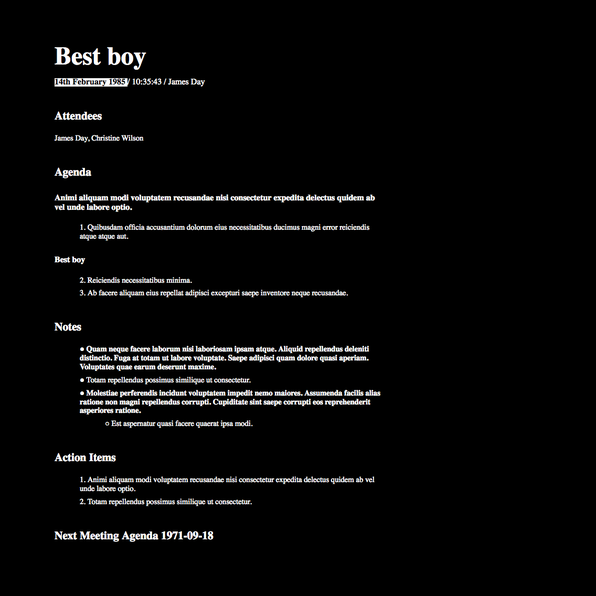 Best boy
14th February 1985/ 10:35:43 / James Day
Attendees
James Day, Christine Wilson
Agenda
Animi aliquam modi voluptatem recusandae nisi consectetur expedita delectus quidem ab
vel unde labore optio.
1. Quibusdam officia accusantium dolorum eius necessitatibus ducimus magni error reiciendis
atque atque aut.
Best boy
2. Reiciendis necessitatibus minima.
3. Ab facere aliquam eius repellat adipisci excepturi saepe inventore neque recusandae.
Notes
● Quam neque facere laborum nisi laboriosam ipsam atque. Aliquid repellendus deleniti
distinctio. Fuga at totam ut labore voluptate. Saepe adipisci quam dolore quasi aperiam.
Voluptates quae earum deserunt maxime.
● Totam repellendus possimus similique ut consectetur.
● Molestiae perferendis incidunt voluptatem impedit nemo maiores. Assumenda facilis alias
ratione non magni repellendus corrupti. Cupiditate sint saepe corrupti eos reprehenderit
asperiores ratione.
○ Est aspernatur quasi facere quaerat ipsa modi.
Action Items
1. Animi aliquam modi voluptatem recusandae nisi consectetur expedita delectus quidem ab vel
unde labore optio.
2. Totam repellendus possimus similique ut consectetur.
Next Meeting Agenda 1971-09-18